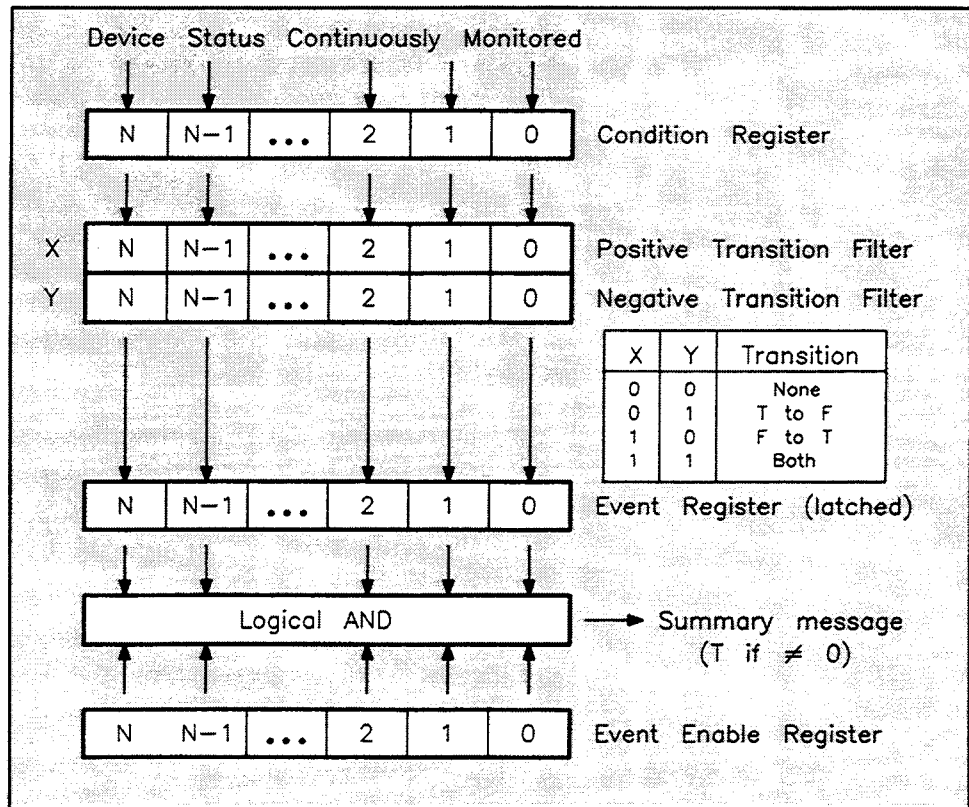 Device Status Continuously Monitored
N N-1 ... 2 1 0 Condition Register
X N N-1 ... 2 1 0 Positive Transition Filter
Y N N-1 ... 2 1 0 Negative Transition Filter
X Y Transition
0 0 None
0 1 T to F
1 0 F to T
1 1 Both
N N-1 ... 2 1 0 Event Register (latched)
Logical AND Summary message
(T if ≠ 0)
N N-1 ... 2 1 0 Event Enable Register